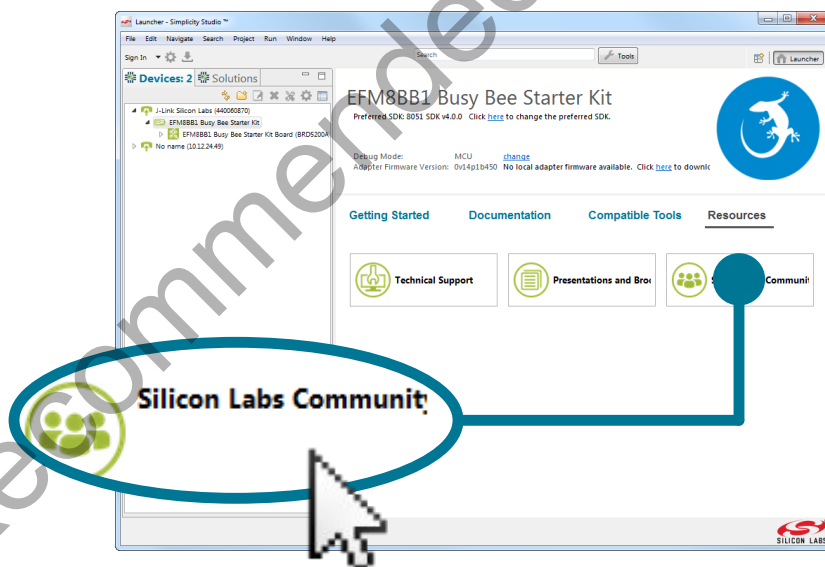 Launcher - Simplicity Studio ™
File Edit Navigate Search Project Run Window Help
Sign In
Search
Tools
Launcher
Devices: 2 Solutions
J-Link Silicon Labs (440060870)
EFM8BB1 Busy Bee Starter Kit
EFM8BB1 Busy Bee Starter Kit Board (BRD5200A
No name (10.12.24.49)
EFM8BB1 Busy Bee Starter Kit
Preferred SDK: 8051 SDK v4.0.0 Click here to change the preferred SDK.
Debug Mode: MCU change
Adapter Firmware Version: 0v14p1b450 No local adapter firmware available. Click here to downlc
Getting Started Documentation Compatible Tools Resources
Technical Support
Presentations and Broc
Communit
Silicon Labs Community
SILICON LABS
ecommended